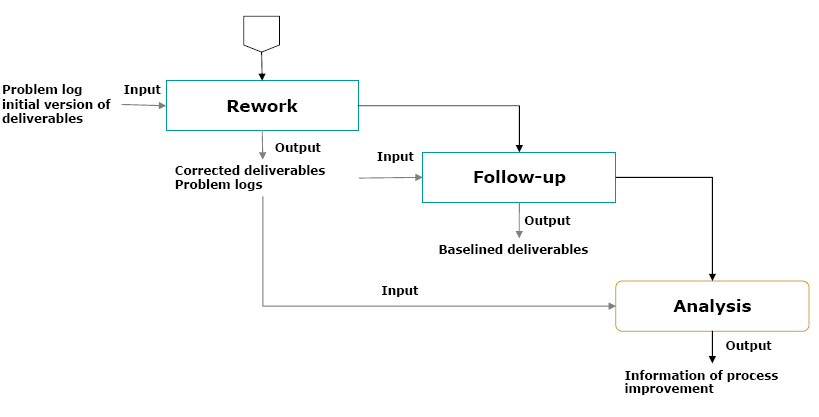 Problem log
initial version of
deliverables
Input
Rework
Output
Corrected deliverables
Problem logs
Input
Follow-up
Output
Baselined deliverables
Input
Analysis
Output
Information of process
improvement